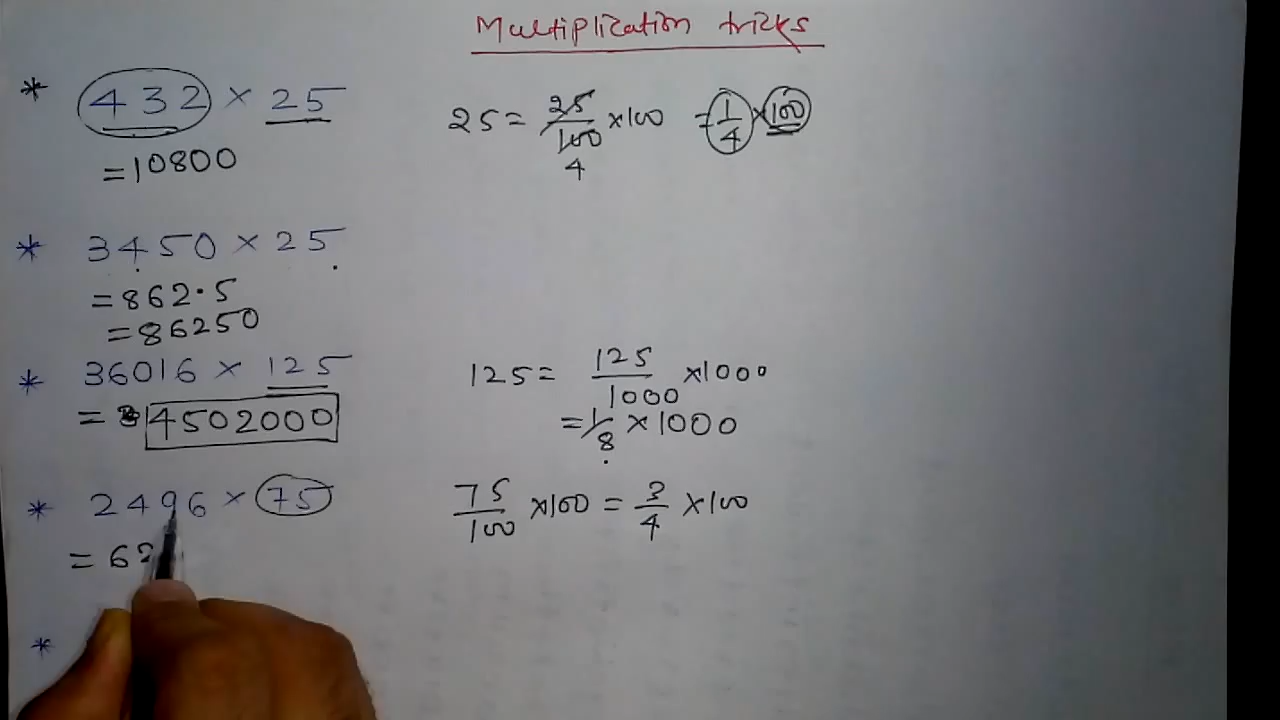 Multiplication tricks
* 432 × 25
25 = 25/100 × 100 = 1/4 × 100
4
= 10800
* 3450 × 25
= 862.5
= 86250
* 36016 × 125
125 = 125/1000 × 1000
= 4502000
= 1/8 × 1000
* 2496 × 75
75/100 × 100 = 3/4 × 100
= 62
*